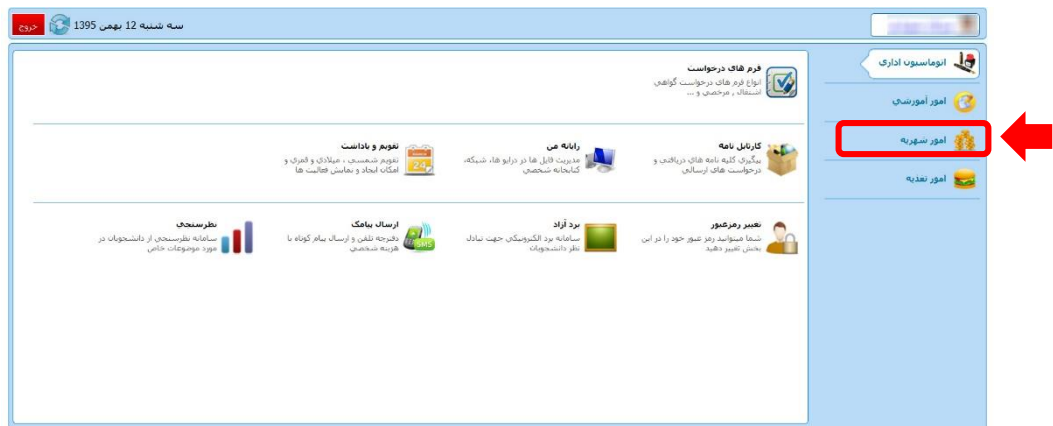 سه شنبه 12 بهمن 1395
خروج
اتوماسیون اداری
امور آموزشی
امور شهریه
امور تغذیه
فرم های درخواست
انواع فرم های درخواست گواهی
اشتغال , مرخصی و ...
کارتابل نامه
پیگیری کلیه نامه های دریافتی و
درخواست های ارسالی
رایانه من
مدیریت فایل ها در درایو ها، شبکه،
کتابخانه شخصی
تقویم و یاداشت
تقویم شمسی ، میلادی و قمری و
امکان ایجاد و نمایش فعالیت ها
24
تغییر رمزعبور
شما میتوانید رمز عبور خود را در این
بخش تغییر دهید
برد آزاد
سامانه برد الکترونیکی جهت تبادل
نظر دانشجویان
ارسال پیامک
دفترچه تلفن و ارسال پیام کوتاه با
هزینه شخصی
SMS
نظرسنجی
سامانه نظرسنجی از دانشجویان در
مورد موضوعات خاص